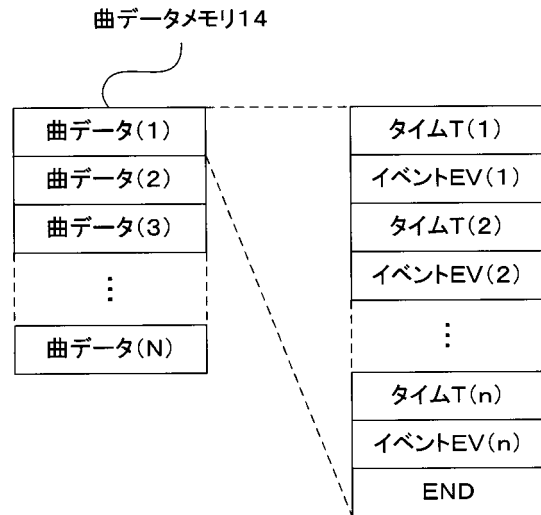 曲データメモリ14
曲データ(1)
曲データ(2)
曲データ(3)
⋮
曲データ(N)
タイムT(1)
イベントEV(1)
タイムT(2)
イベントEV(2)
⋮
タイムT(n)
イベントEV(n)
END